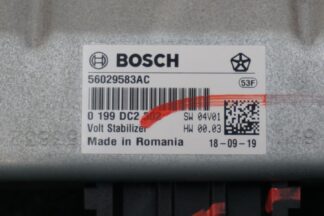 BOSCH
56029583AC
53F
0 199 DC2
SW 04V01
Volt Stabilizer
HW 00.03
Made in Romania
18-09-19